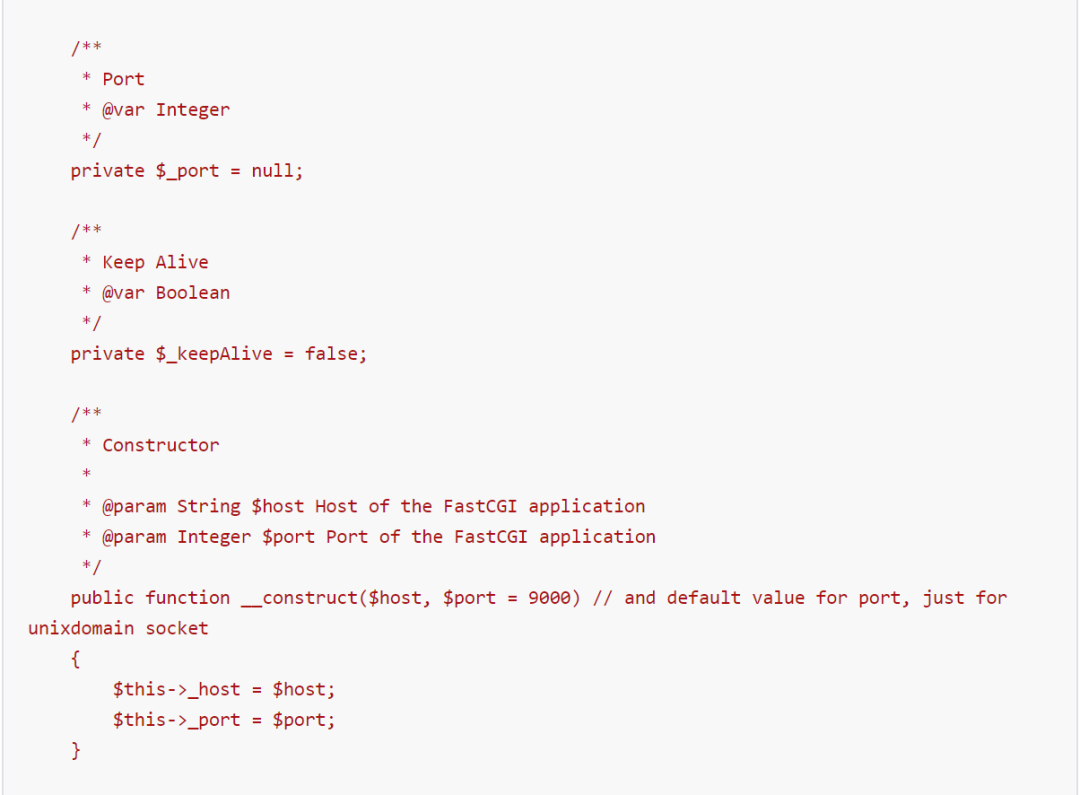 /**
* Port
* @var Integer
*/
private $_port = null;
/**
* Keep Alive
* @var Boolean
*/
private $_keepAlive = false;
/**
* Constructor
*
* @param String $host Host of the FastCGI application
* @param Integer $port Port of the FastCGI application
*/
public function __construct($host, $port = 9000) // and default value for port, just for
unixdomain socket
{
$this->_host = $host;
$this->_port = $port;
}